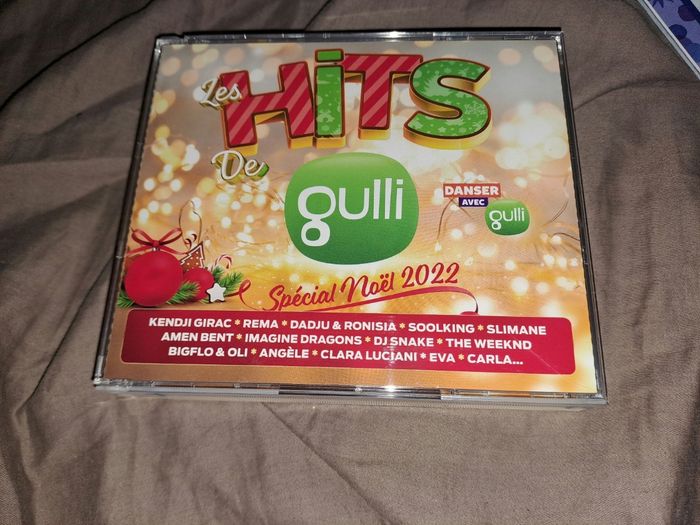 Les
HiTS
De
gulli
DANSER
AVEC
gulli
Spécial Noël 2022
KENDJI GIRAC * REMA * DADJU & RONISIA * SOOLKING * SLIMANE
AMEN BENT * IMAGINE DRAGONS * DJ SNAKE * THE WEEKND
BIGFLO & OLI * ANGÈLE * CLARA LUCIANI * EVA * CARLA...